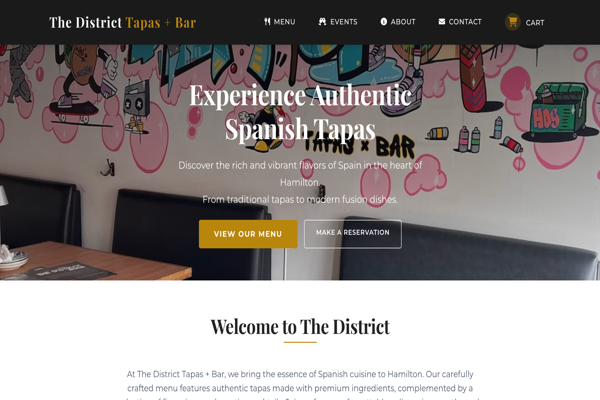 The District Tapas + Bar
MENU
EVENTS
ABOUT
CONTACT
CART
Experience Authentic
Spanish Tapas
TAPAS × BAR
Discover the rich and vibrant flavors of Spain in the heart of
Hamilton.
From traditional tapas to modern fusion dishes.
VIEW OUR MENU
MAKE A RESERVATION
Welcome to The District
At The District Tapas + Bar, we bring the essence of Spanish cuisine to Hamilton. Our carefully
crafted menu features authentic tapas made with premium ingredients, complemented by a